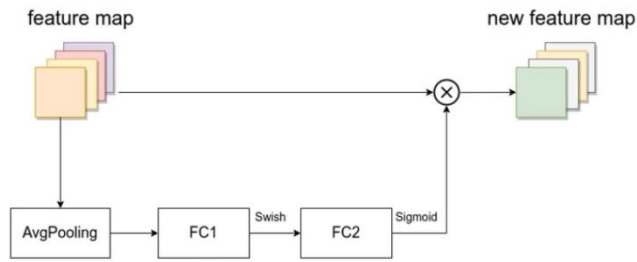 feature map
new feature map
AvgPooling
FC1
Swish
FC2
Sigmoid